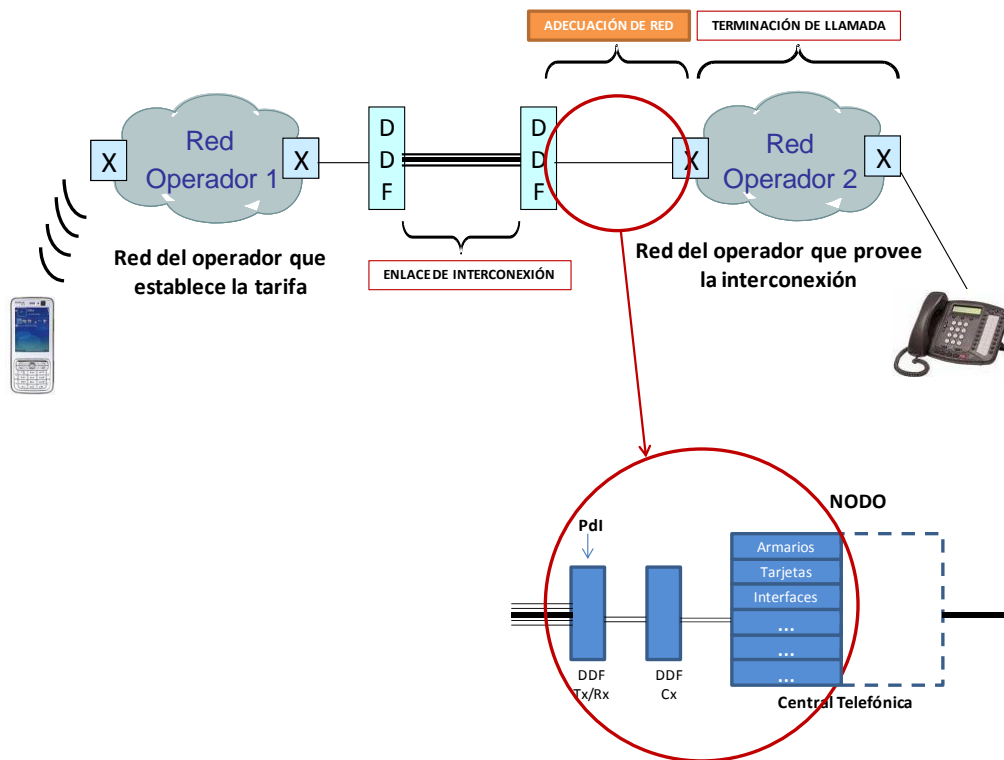 ADECUACIÓN DE RED
TERMINACIÓN DE LLAMADA
X
Red
Operador 1
X
D
D
F
D
D
F
X
Red
Operador 2
X
Red del operador que
establece la tarifa
ENLACE DE INTERCONEXIÓN
Red del operador que provee
la interconexión
NODO
PdI
Armarios
Tarjetas
Interfaces
...
...
...
DDF
Tx/Rx
DDF
Cx
Central Telefónica